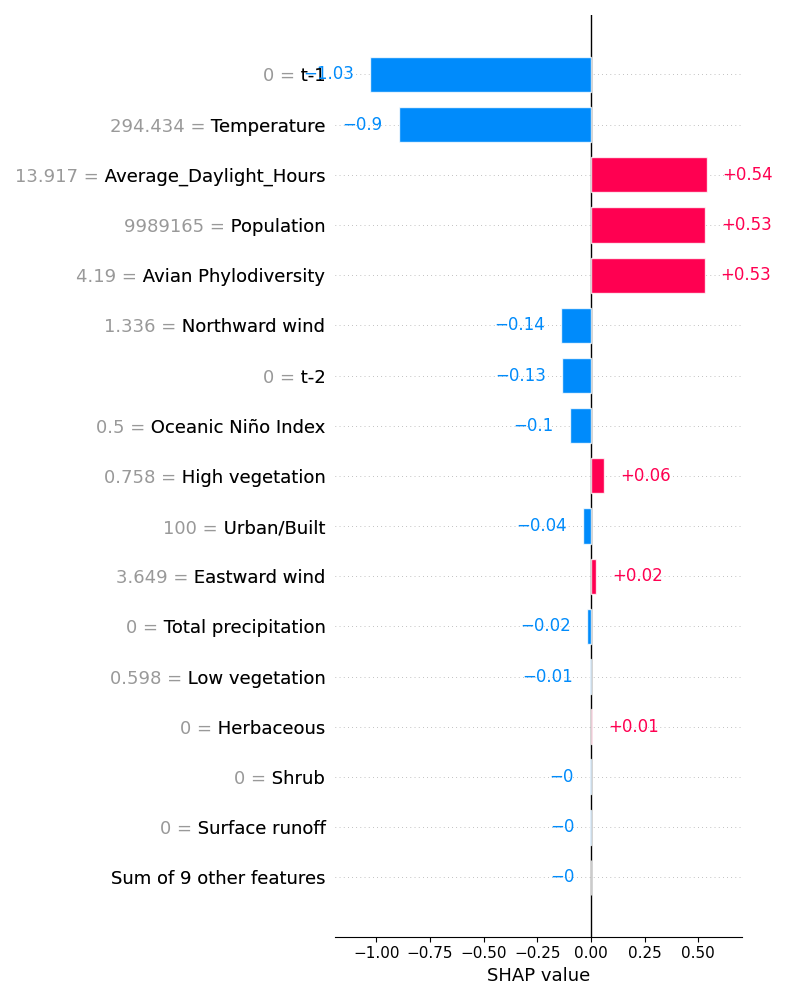 0 = t-1 −1.03
294.434 = Temperature −0.9
13.917 = Average_Daylight_Hours +0.54
9989165 = Population +0.53
4.19 = Avian Phylodiversity +0.53
1.336 = Northward wind −0.14
0 = t-2 −0.13
0.5 = Oceanic Niño Index −0.1
0.758 = High vegetation +0.06
100 = Urban/Built −0.04
3.649 = Eastward wind +0.02
0 = Total precipitation −0.02
0.598 = Low vegetation −0.01
0 = Herbaceous +0.01
0 = Shrub −0
0 = Surface runoff −0
Sum of 9 other features −0
−1.00 −0.75 −0.50 −0.25 0.00 0.25 0.50
SHAP value